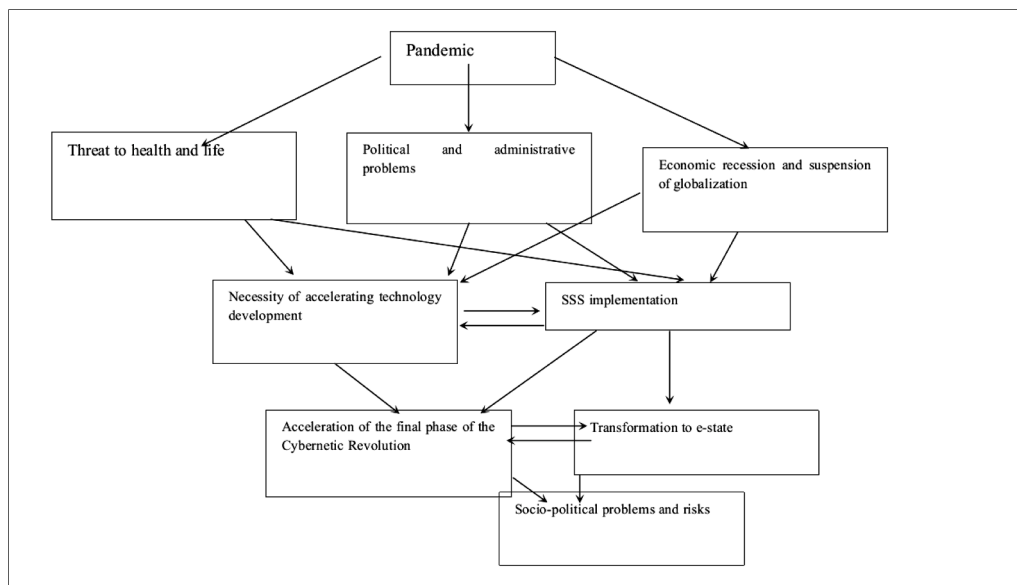 Pandemic
Threat to health and life
Political and administrative
problems
Economic recession and suspension
of globalization
Necessity of accelerating technology
development
SSS implementation
Acceleration of the final phase of the
Cybernetic Revolution
Transformation to e-state
Socio-political problems and risks